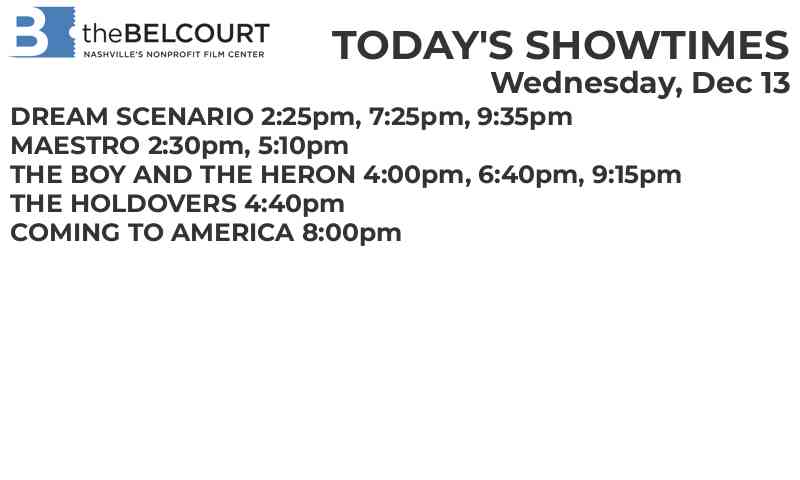 B theBELCOURT
NASHVILLE'S NONPROFIT FILM CENTER
TODAY'S SHOWTIMES
Wednesday, Dec 13
DREAM SCENARIO 2:25pm, 7:25pm, 9:35pm
MAESTRO 2:30pm, 5:10pm
THE BOY AND THE HERON 4:00pm, 6:40pm, 9:15pm
THE HOLDOVERS 4:40pm
COMING TO AMERICA 8:00pm